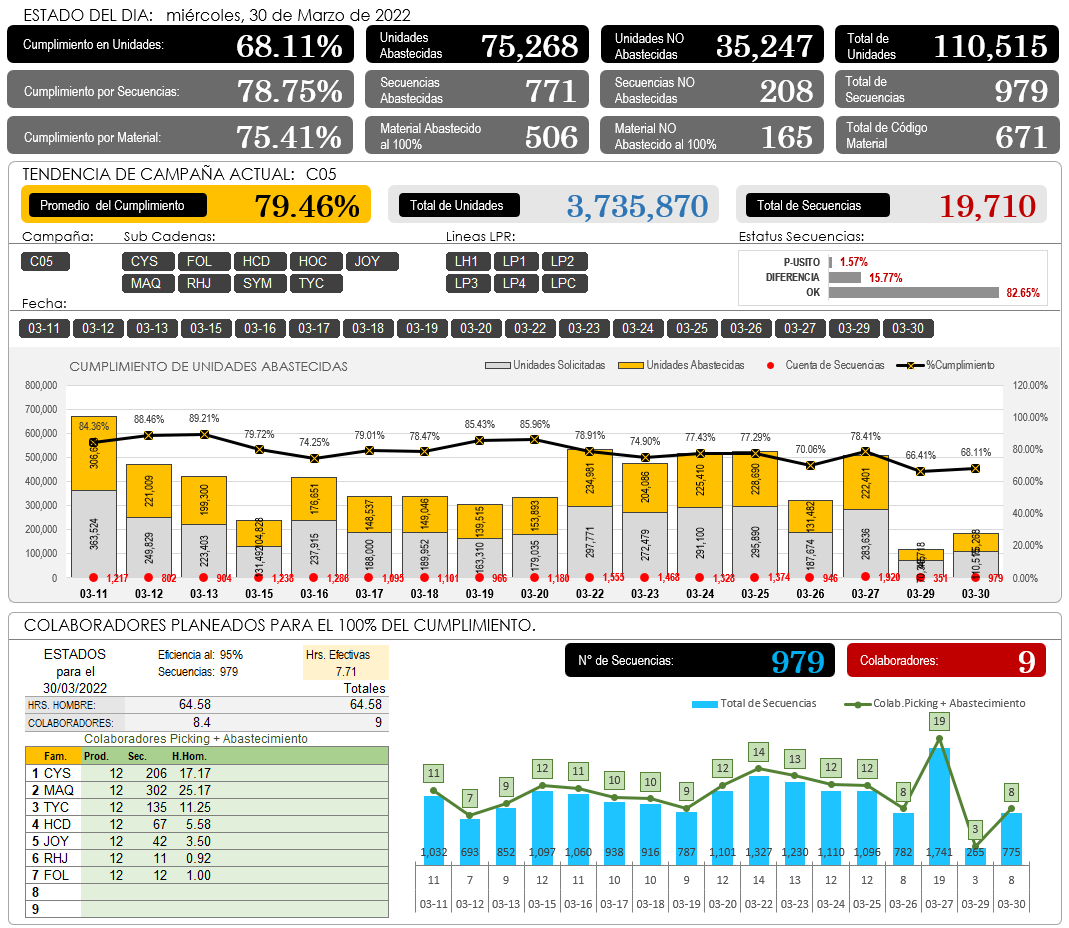 ESTADO DEL DIA: miércoles, 30 de Marzo de 2022
Cumplimiento en Unidades: 68.11% Unidades Abastecidas 75,268 Unidades NO Abastecidas 35,247 Total de Unidades 110,515
Cumplimiento por Secuencias: 78.75% Secuencias Abastecidas 771 Secuencias NO Abastecidas 208 Total de Secuencias 979
Cumplimiento por Material: 75.41% Material Abastecido al 100% 506 Material NO Abastecido al 100% 165 Total de Código Material 671
TENDENCIA DE CAMPAÑA ACTUAL: C05
Promedio del Cumplimiento 79.46% Total de Unidades 3,735,870 Total de Secuencias 19,710
Campaña: Sub Cadenas: Lineas LPR: Estatus Secuencias:
C05 CYS FOL HCD HOC JOY LH1 LP1 LP2
MAQ RHJ SYM TYC LP3 LP4 LPC
P-USITO 1.57%
DIFERENCIA 15.77%
OK 82.65%
Fecha:
03-11 03-12 03-13 03-15 03-16 03-17 03-18 03-19 03-20 03-22 03-23 03-24 03-25 03-26 03-27 03-29 03-30
CUMPLIMIENTO DE UNIDADES ABASTECIDAS Unidades Solicitadas Unidades Abastecidas Cuenta de Secuencias %Cumplimiento
800,000 700,000 600,000 500,000 400,000 300,000 200,000 100,000 0
120.00% 100.00% 80.00% 60.00% 40.00% 20.00% 0.00%
84.36% 88.46% 89.21% 79.72% 74.25% 79.01% 78.47% 85.43% 85.96% 78.91% 74.90% 77.43% 77.29% 70.06% 78.41% 66.41% 68.11%
221,009 199,300 176,651 148,537 149,046 139,515 153,893 234,981 204,086 225,410 228,690 131,482 222,401
363,524 249,829 223,403 237,915 188,000 189,952 163,310 179,035 297,771 272,479 291,100 295,890 187,674 283,636
1,217 802 904 1,238 1,286 1,095 1,101 966 1,180 1,555 1,468 1,328 1,374 946 1,920 351 979
03-11 03-12 03-13 03-15 03-16 03-17 03-18 03-19 03-20 03-22 03-23 03-24 03-25 03-26 03-27 03-29 03-30
COLABORADORES PLANEADOS PARA EL 100% DEL CUMPLIMIENTO.
ESTADOS Eficiencia al: 95% Hrs. Efectivas
para el Secuencias: 979 7.71
30/03/2022 Totales
HRS. HOMBRE: 64.58 64.58
COLABORADORES: 8.4 9
Colaboradores Picking + Abastecimiento
Fam. Prod. Sec. H.Hom.
1 CYS 12 206 17.17
2 MAQ 12 302 25.17
3 TYC 12 135 11.25
4 HCD 12 67 5.58
5 JOY 12 42 3.50
6 RHJ 12 11 0.92
7 FOL 12 12 1.00
8
9
N° de Secuencias: 979 Colaboradores: 9
Total de Secuencias Colab.Picking + Abastecimiento
11 7 9 12 11 10 10 9 12 14 13 12 12 8 19 3 8
1,032 693 852 1,097 1,060 938 916 787 1,101 1,327 1,230 1,110 1,096 782 1,741 265 775
11 7 9 12 11 10 10 9 12 14 13 12 12 8 19 3 8
03-11 03-12 03-13 03-15 03-16 03-17 03-18 03-19 03-20 03-22 03-23 03-24 03-25 03-26 03-27 03-29 03-30